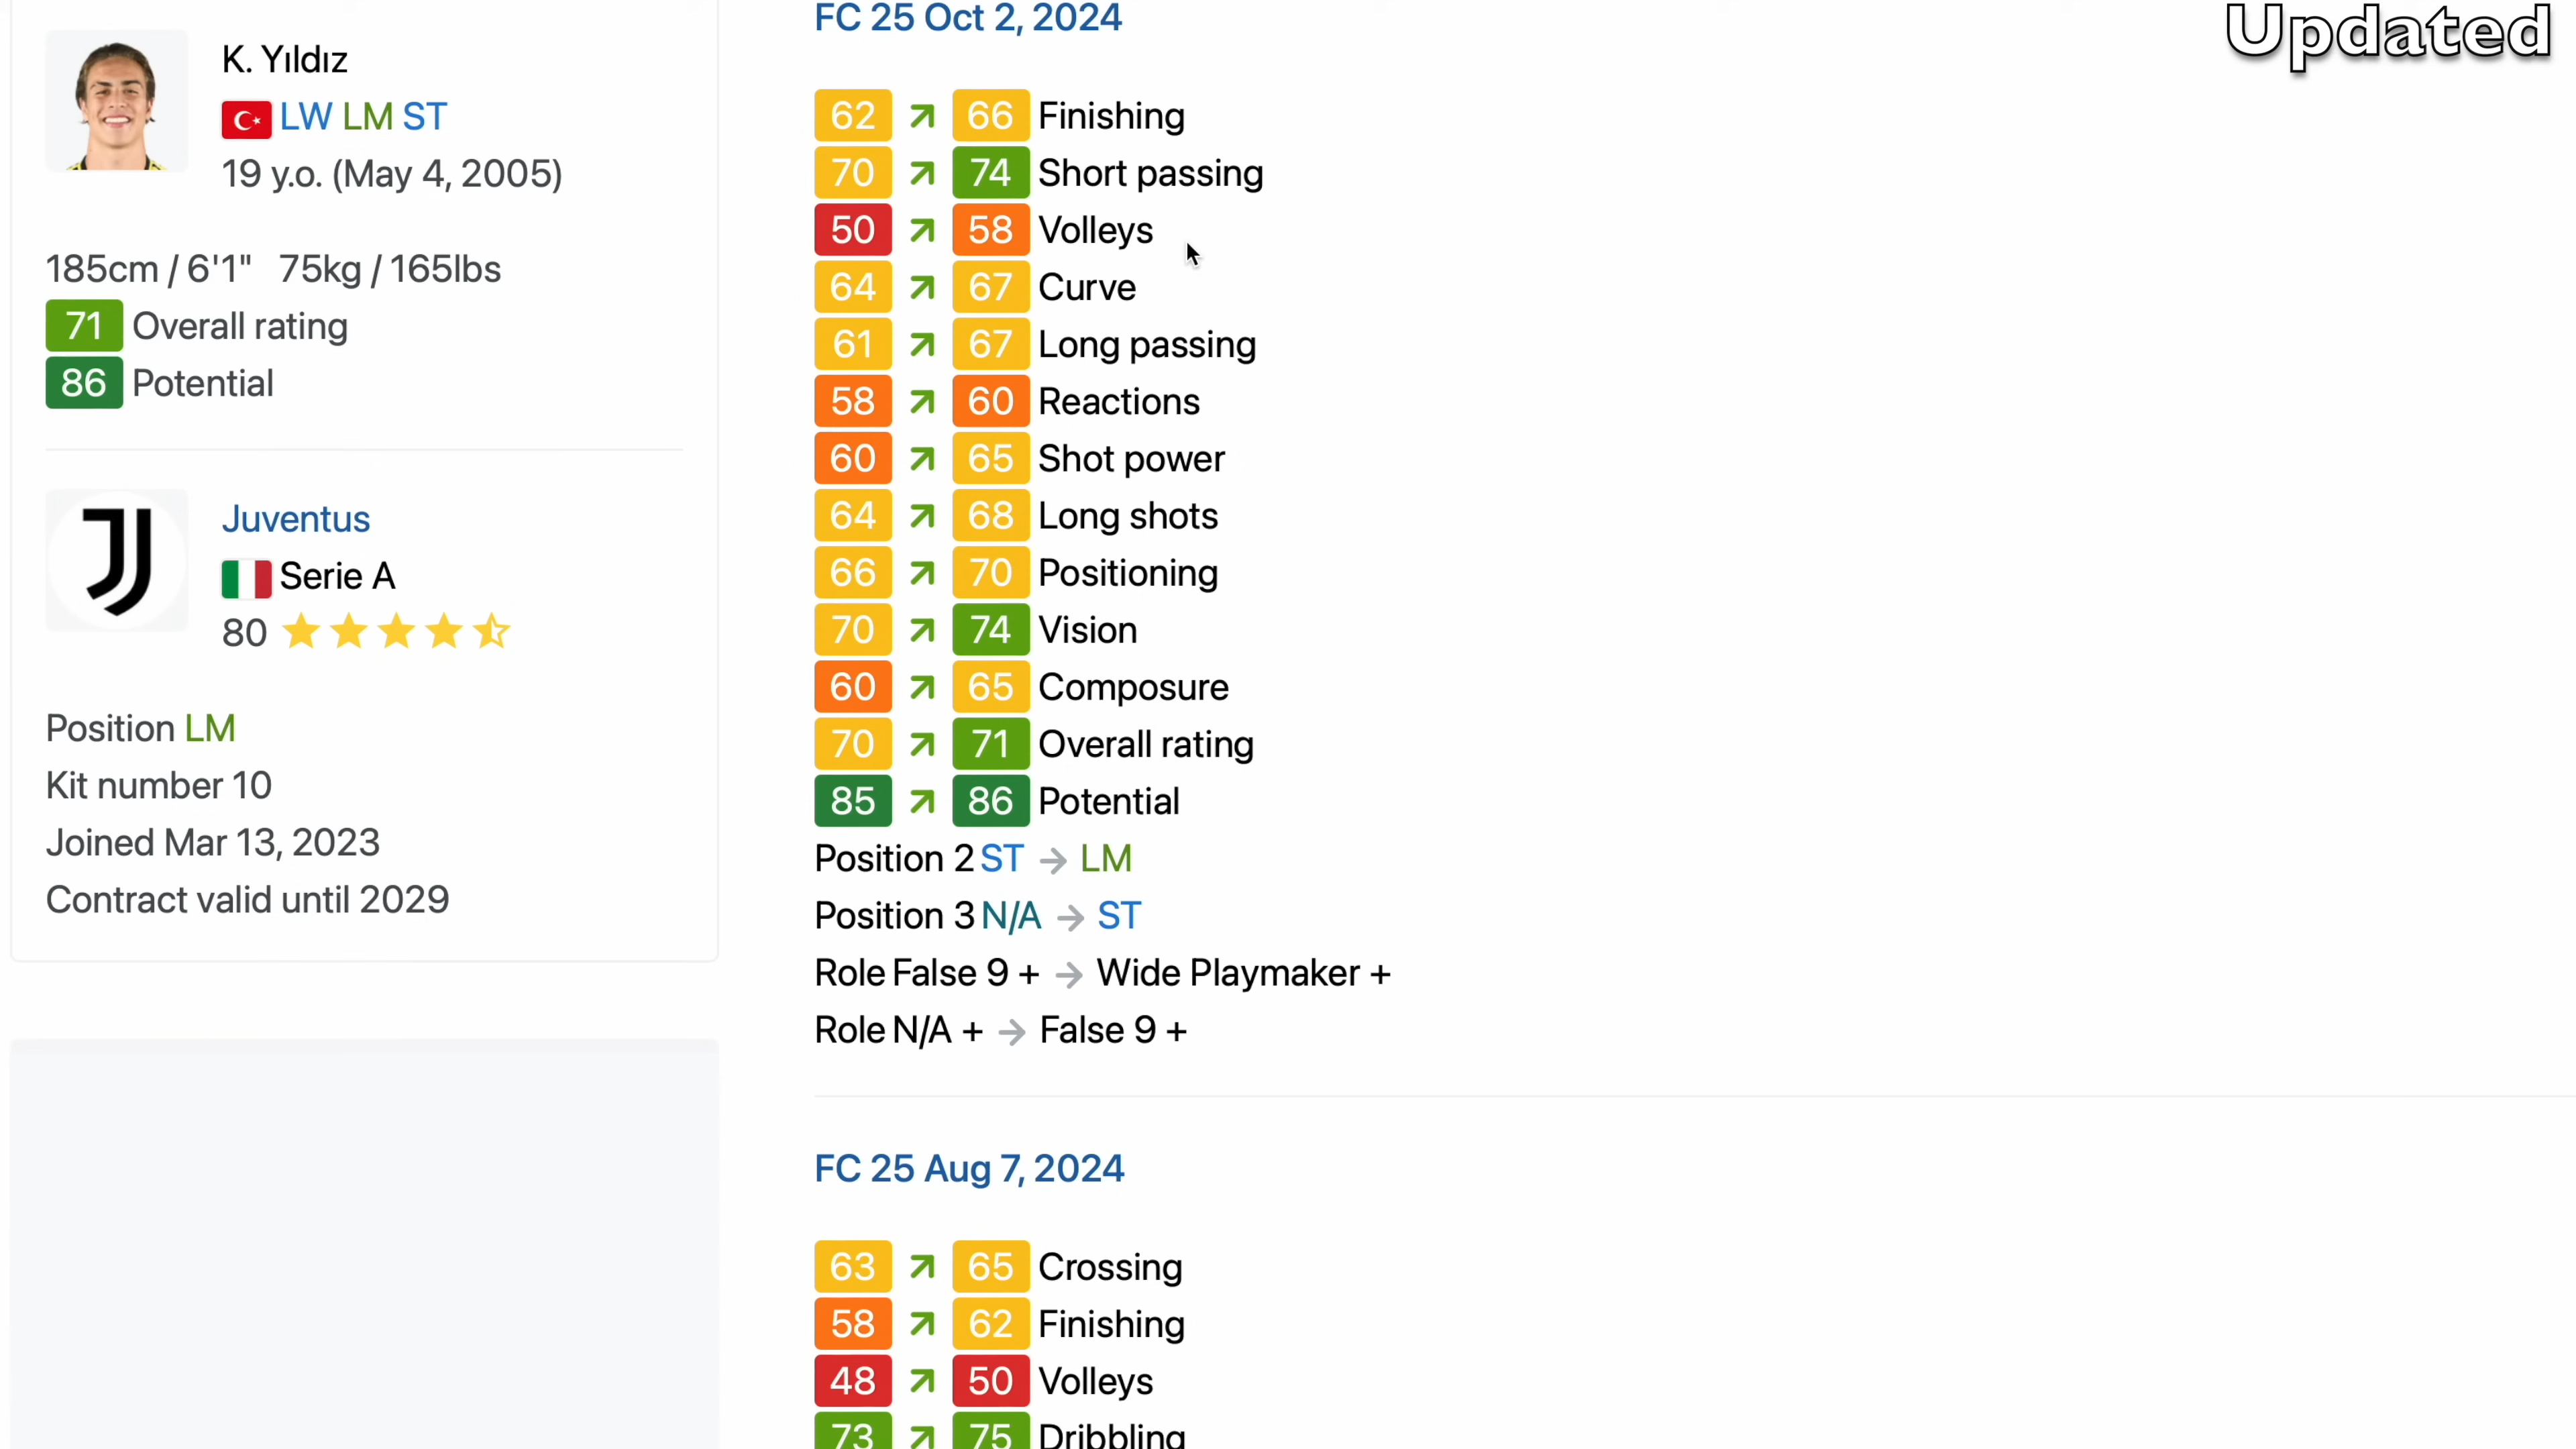 Updated
K. Yıldız
LW LM ST
19 y.o. (May 4, 2005)
185cm / 6'1" 75kg / 165lbs
71 Overall rating
86 Potential
Juventus
Serie A
80
Position LM
Kit number 10
Joined Mar 13, 2023
Contract valid until 2029
FC 25 Oct 2, 2024
62 66 Finishing
70 74 Short passing
50 58 Volleys
64 67 Curve
61 67 Long passing
58 60 Reactions
60 65 Shot power
64 68 Long shots
66 70 Positioning
70 74 Vision
60 65 Composure
70 71 Overall rating
85 86 Potential
Position 2 ST → LM
Position 3 N/A → ST
Role False 9 + → Wide Playmaker +
Role N/A + → False 9 +
FC 25 Aug 7, 2024
63 65 Crossing
58 62 Finishing
48 50 Volleys
73 75 Dribbling